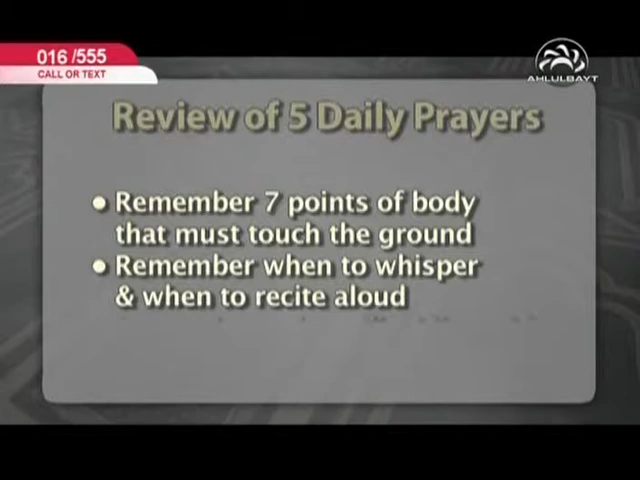 016 /555
CALL OR TEXT
AHLULBAYT
Review of 5 Daily Prayers
• Remember 7 points of body
that must touch the ground
• Remember when to whisper
& when to recite aloud